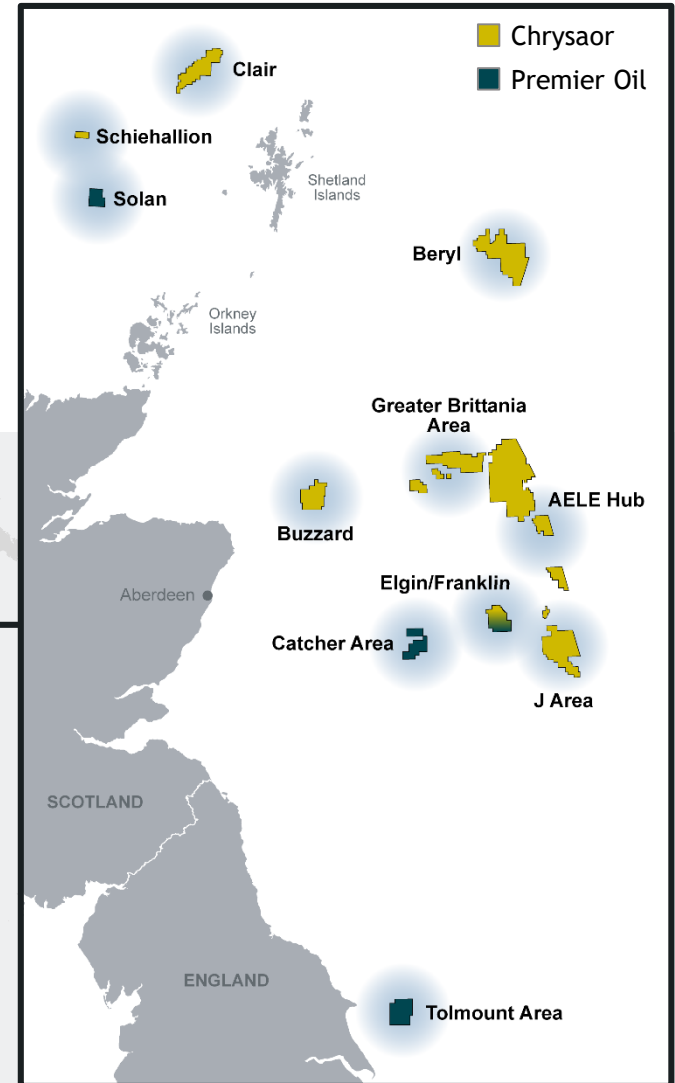 Chrysaor
Premier Oil
Clair
Schiehallion
Solan
Shetland
Islands
Beryl
Orkney
Islands
Greater Brittania
Area
AELE Hub
Buzzard
Elgin/Franklin
Aberdeen
Catcher Area
J Area
SCOTLAND
ENGLAND
Tolmount Area